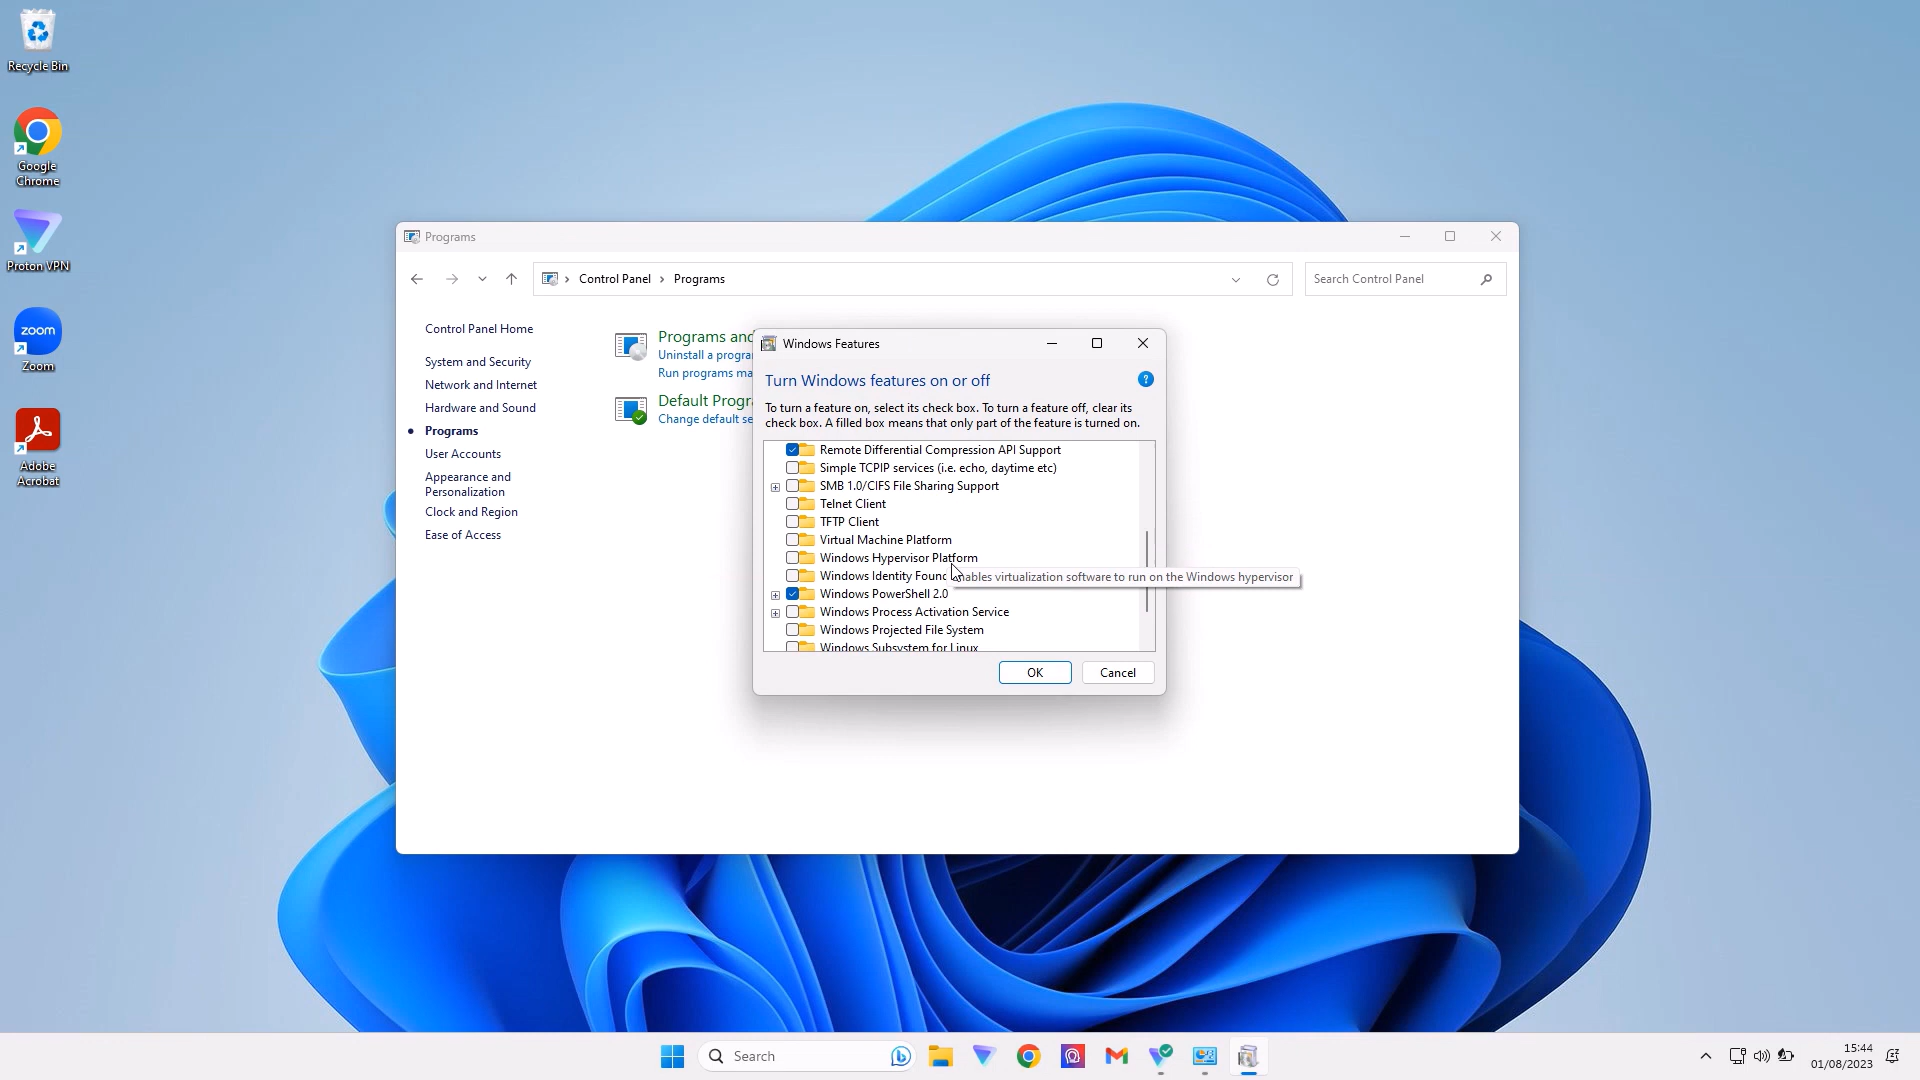 Recycle Bin
Google
Chrome
Proton VPN
zoom
Zoom
Adobe
Acrobat
Programs
Control Panel
Programs
Search Control Panel
Control Panel Home
System and Security
Network and Internet
Hardware and Sound
Programs
User Accounts
Appearance and
Personalization
Clock and Region
Ease of Access
Programs and
Uninstall a progra
Run programs ma
Default Progra
Change default se
Windows Features
Turn Windows features on or off
To turn a feature on, select its check box. To turn a feature off, clear its
check box. A filled box means that only part of the feature is turned on.
Remote Differential Compression API Support
Simple TCPIP services (i.e. echo, daytime etc)
SMB 1.0/CIFS File Sharing Support
Telnet Client
TFTP Client
Virtual Machine Platform
Windows Hypervisor Platform
Windows Identity Foun
nables virtualization software to run on the Windows hypervisor
Windows PowerShell 2.0
Windows Process Activation Service
Windows Projected File System
Windows Subsystem for Linux
OK
Cancel
Search
15:44
01/08/2023